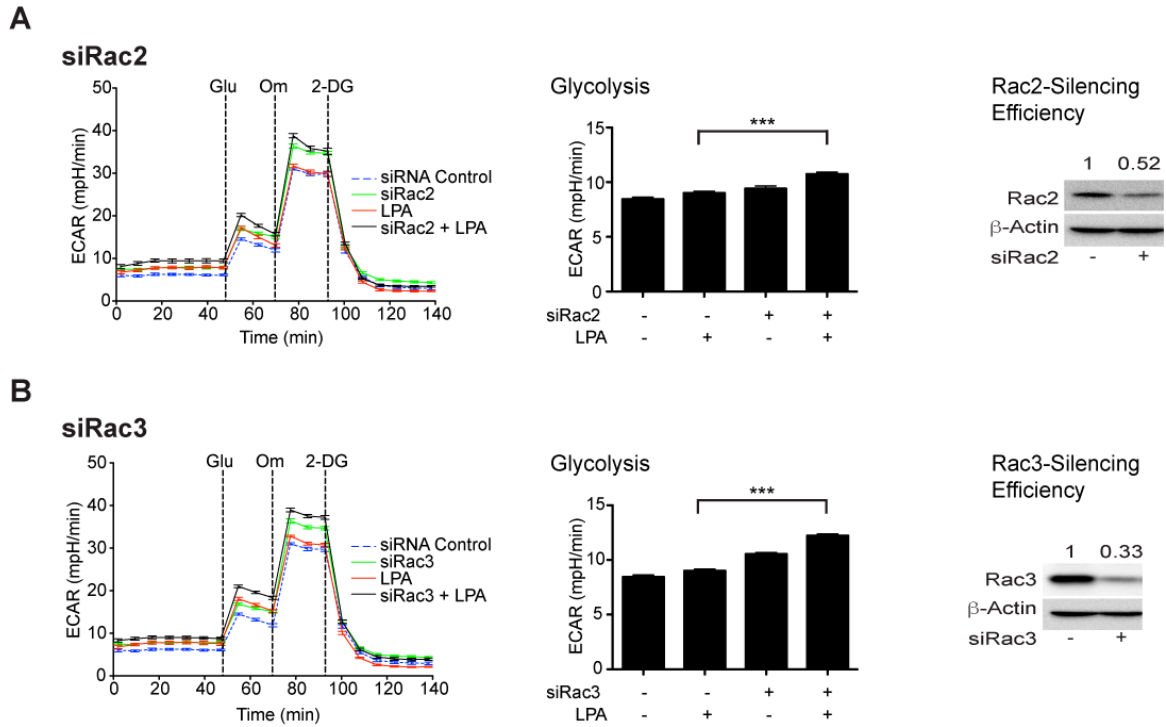 A
siRac2
Glu Om 2-DG
50
40
30
20
10
0
ECAR (mpH/min)
0 20 40 60 80 100 120 140
Time (min)
siRNA Control
siRac2
LPA
siRac2 + LPA
Glycolysis
***
15
10
5
0
ECAR (mpH/min)
siRac2 - - + +
LPA - + - +
Rac2-Silencing
Efficiency
1 0.52
Rac2
β-Actin
siRac2 - +
B
siRac3
Glu Om 2-DG
50
40
30
20
10
0
ECAR (mpH/min)
0 20 40 60 80 100 120 140
Time (min)
siRNA Control
siRac3
LPA
siRac3 + LPA
Glycolysis
***
15
10
5
0
ECAR (mpH/min)
siRac3 - - + +
LPA - + - +
Rac3-Silencing
Efficiency
1 0.33
Rac3
β-Actin
siRac3 - +